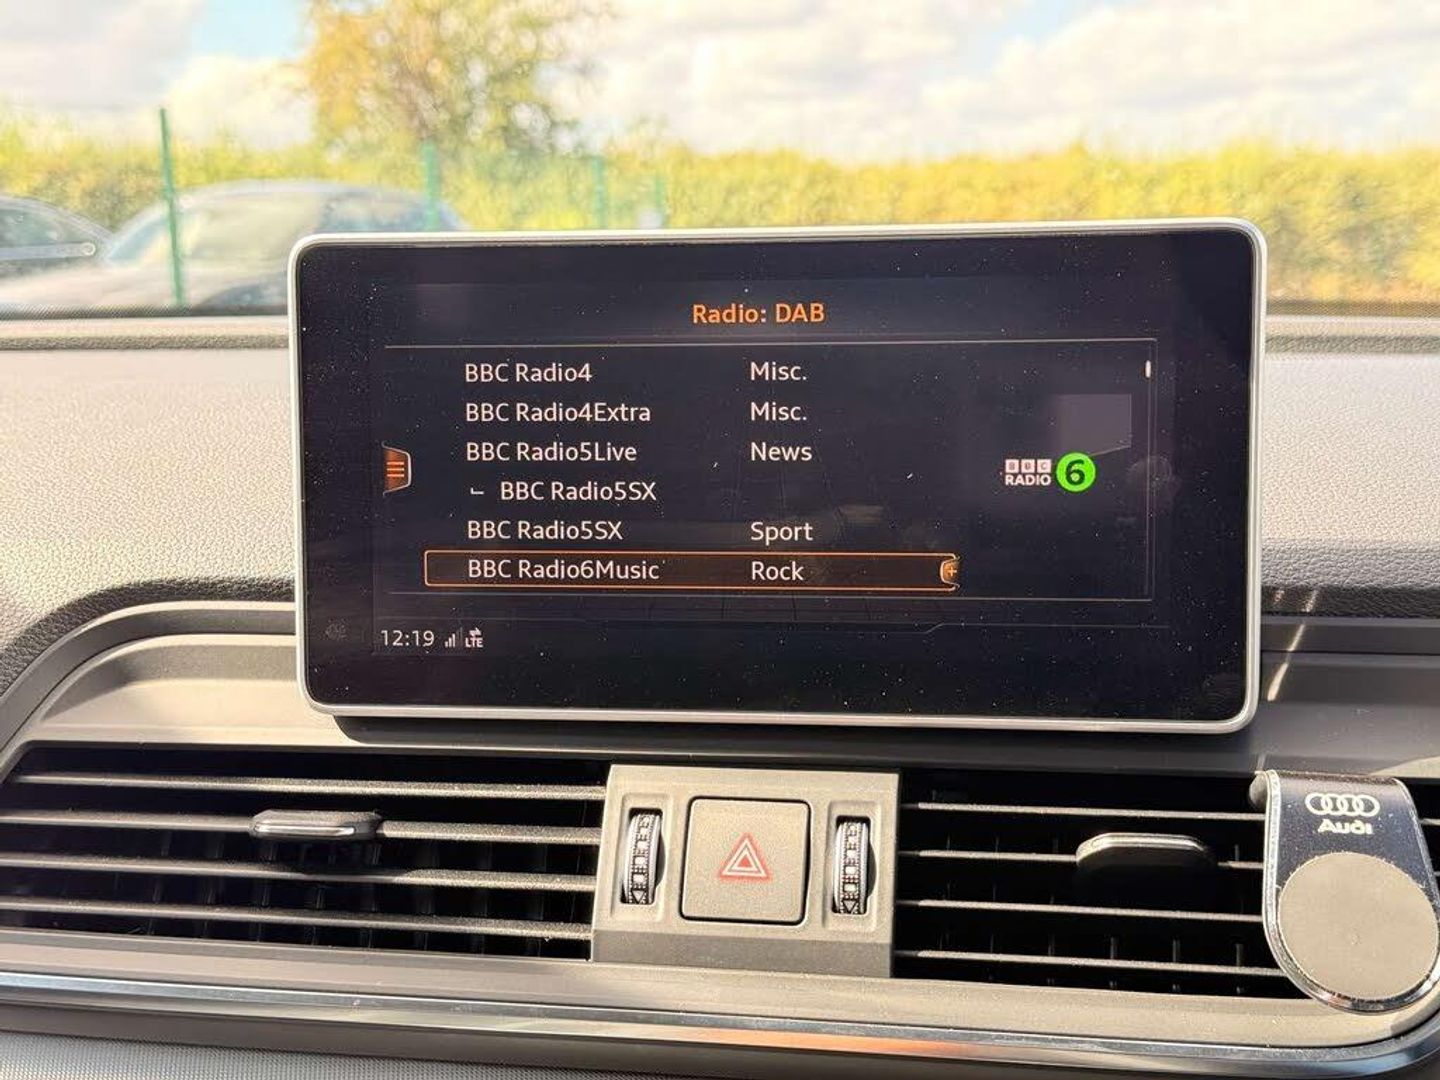 Radio: DAB
BBC Radio4 Misc.
BBC Radio4Extra Misc.
BBC Radio5Live News
BBC Radio5SX
BBC Radio5SX Sport
BBC Radio6Music Rock
BBC
RADIO 6
12:19 LTE
Audi